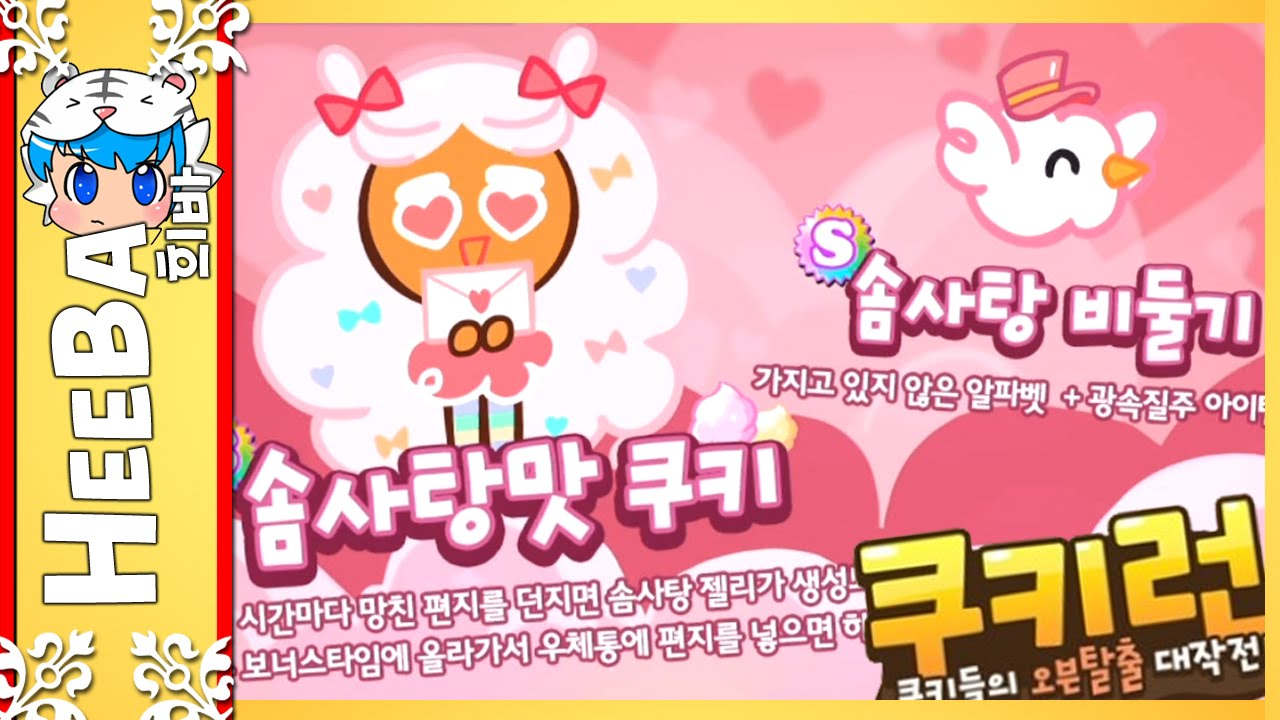 HEEBA
희바
S
솜사탕 비둘기
가지고 있지 않은 알파벳 + 광속질주
솜사탕맛 쿠키
시간마다 망친 편지를 던지면 솜사탕 젤리가
보너스타임에 올라가서 우체통에 편지를 넣으면
쿠키런
쿠키들의 오븐탈출 대작전